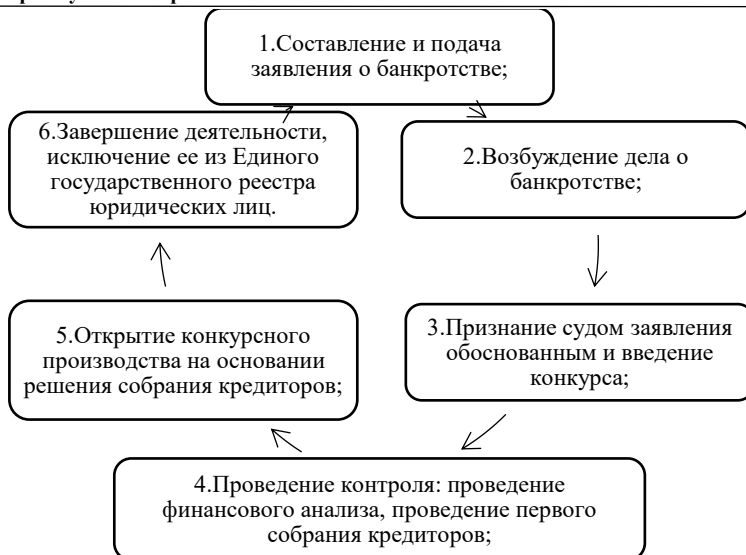 1.Составление и подача
заявления о банкротстве;
2.Возбуждение дела о
банкротстве;
3.Признание судом заявления
обоснованным и введение
конкурса;
4.Проведение контроля: проведение
финансового анализа, проведение первого
собрания кредиторов;
5.Открытие конкурсного
производства на основании
решения собрания кредиторов;
6.Завершение деятельности,
исключение ее из Единого
государственного реестра
юридических лиц.